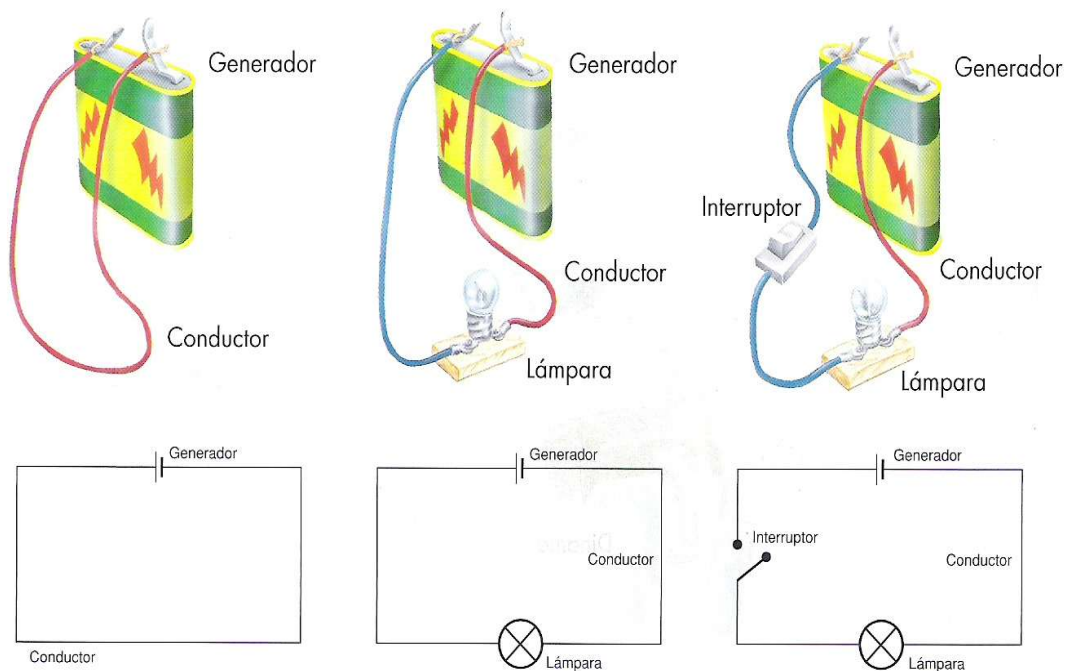 Generador
Conductor
Generador
Conductor
Lámpara
Generador
Interruptor
Conductor
Lámpara
Generador
Conductor
Generador
Conductor
Lámpara
Generador
Interruptor
Conductor
Lámpara